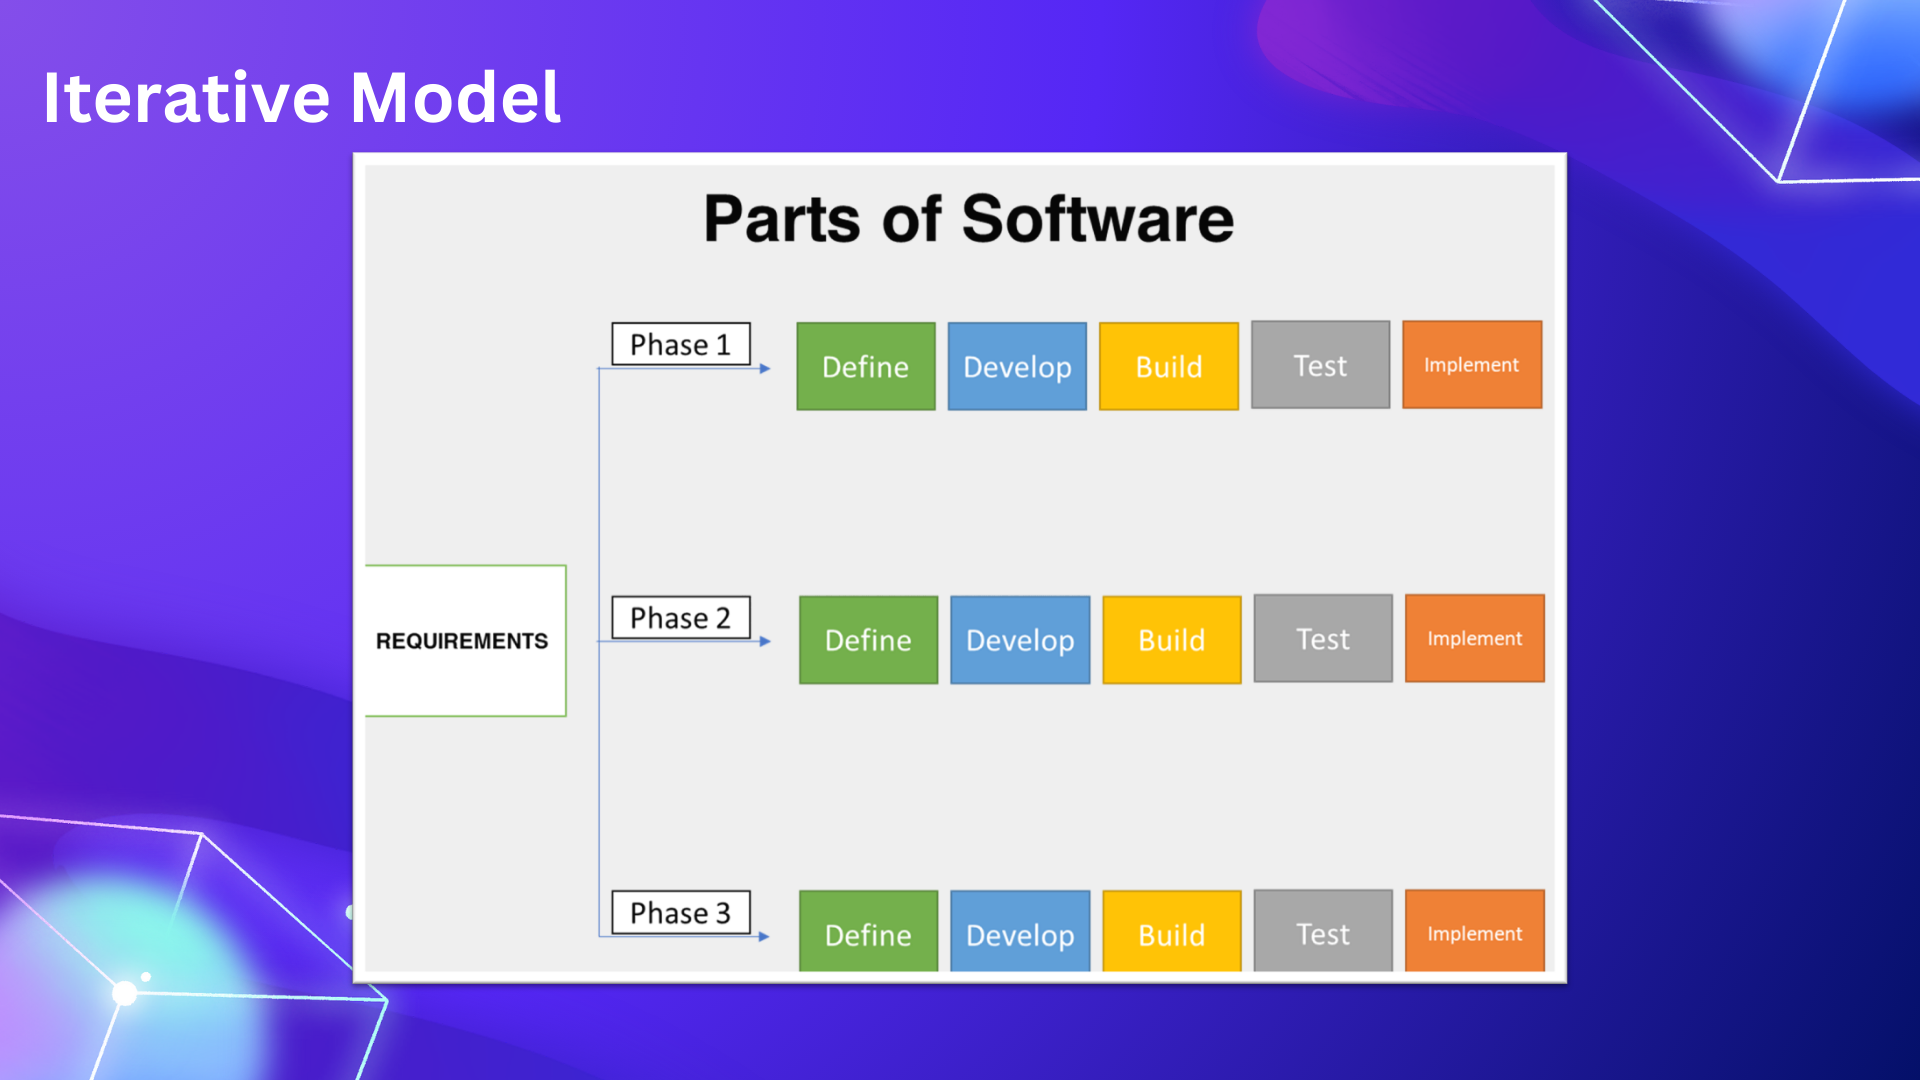 Iterative Model
Parts of Software
Phase 1
Define
Develop
Build
Test
Implement
REQUIREMENTS
Phase 2
Define
Develop
Build
Test
Implement
Phase 3
Define
Develop
Build
Test
Implement